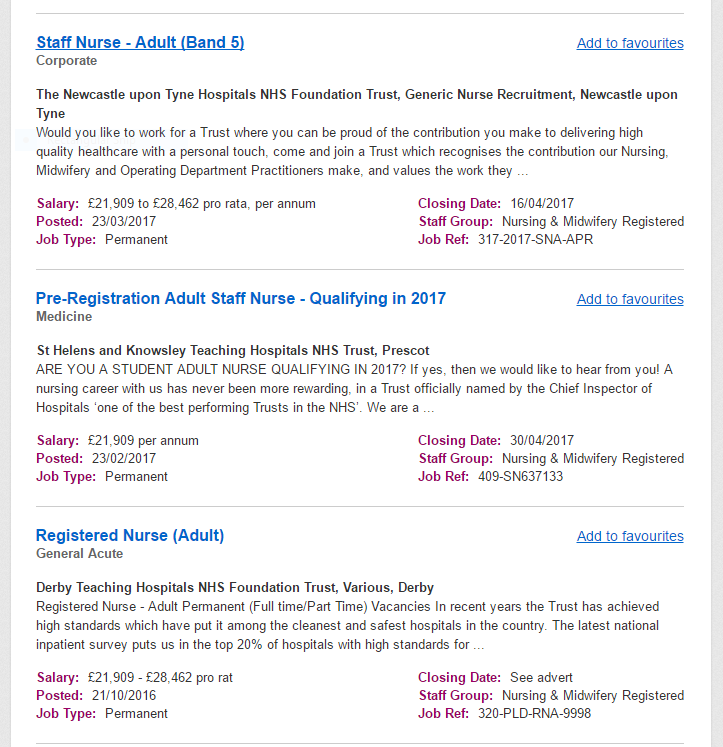 Staff Nurse - Adult (Band 5) Add to favourites
Corporate
The Newcastle upon Tyne Hospitals NHS Foundation Trust, Generic Nurse Recruitment, Newcastle upon
Tyne
Would you like to work for a Trust where you can be proud of the contribution you make to delivering high
quality healthcare with a personal touch, come and join a Trust which recognises the contribution our Nursing,
Midwifery and Operating Department Practitioners make, and values the work they ...
Salary: £21,909 to £28,462 pro rata, per annum Closing Date: 16/04/2017
Posted: 23/03/2017 Staff Group: Nursing & Midwifery Registered
Job Type: Permanent Job Ref: 317-2017-SNA-APR
Pre-Registration Adult Staff Nurse - Qualifying in 2017 Add to favourites
Medicine
St Helens and Knowsley Teaching Hospitals NHS Trust, Prescot
ARE YOU A STUDENT ADULT NURSE QUALIFYING IN 2017? If yes, then we would like to hear from you! A
nursing career with us has never been more rewarding, in a Trust officially named by the Chief Inspector of
Hospitals ‘one of the best performing Trusts in the NHS’. We are a ...
Salary: £21,909 per annum Closing Date: 30/04/2017
Posted: 23/02/2017 Staff Group: Nursing & Midwifery Registered
Job Type: Permanent Job Ref: 409-SN637133
Registered Nurse (Adult) Add to favourites
General Acute
Derby Teaching Hospitals NHS Foundation Trust, Various, Derby
Registered Nurse - Adult Permanent (Full time/Part Time) Vacancies In recent years the Trust has achieved
high standards which have put it among the cleanest and safest hospitals in the country. The latest national
inpatient survey puts us in the top 20% of hospitals with high standards for ...
Salary: £21,909 - £28,462 pro rat Closing Date: See advert
Posted: 21/10/2016 Staff Group: Nursing & Midwifery Registered
Job Type: Permanent Job Ref: 320-PLD-RNA-9998